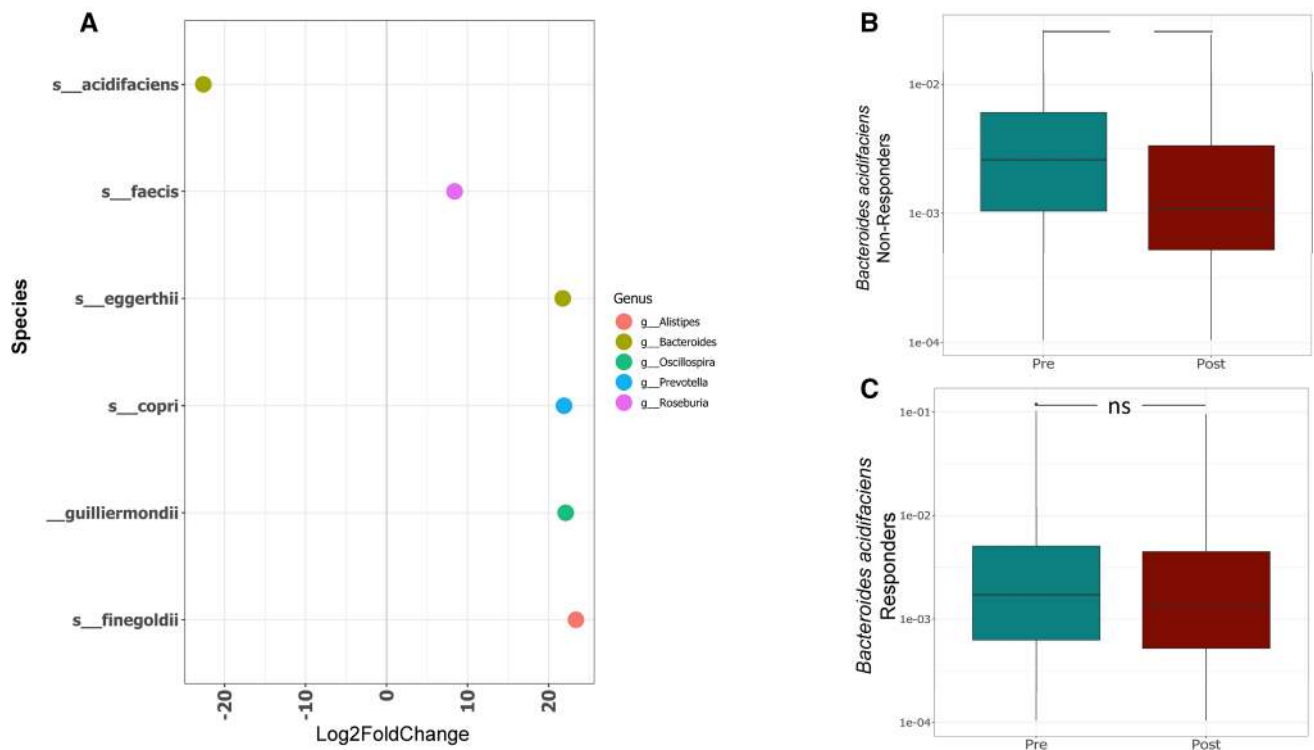 A
s__acidifaciens
s__faecis
s__eggerthii
s__copri
__guilliermondii
s__finegoldii
Species
-20
-10
0
10
20
Log2FoldChange
Genus
g__Alistipes
g__Bacteroides
g__Oscillospira
g__Prevotella
g__Roseburia
B
Bacteroides acidifaciens
Non-Responders
1e-02
1e-03
1e-04
Pre
Post
C
ns
Bacteroides acidifaciens
Responders
1e-01
1e-02
1e-03
1e-04
Pre
Post